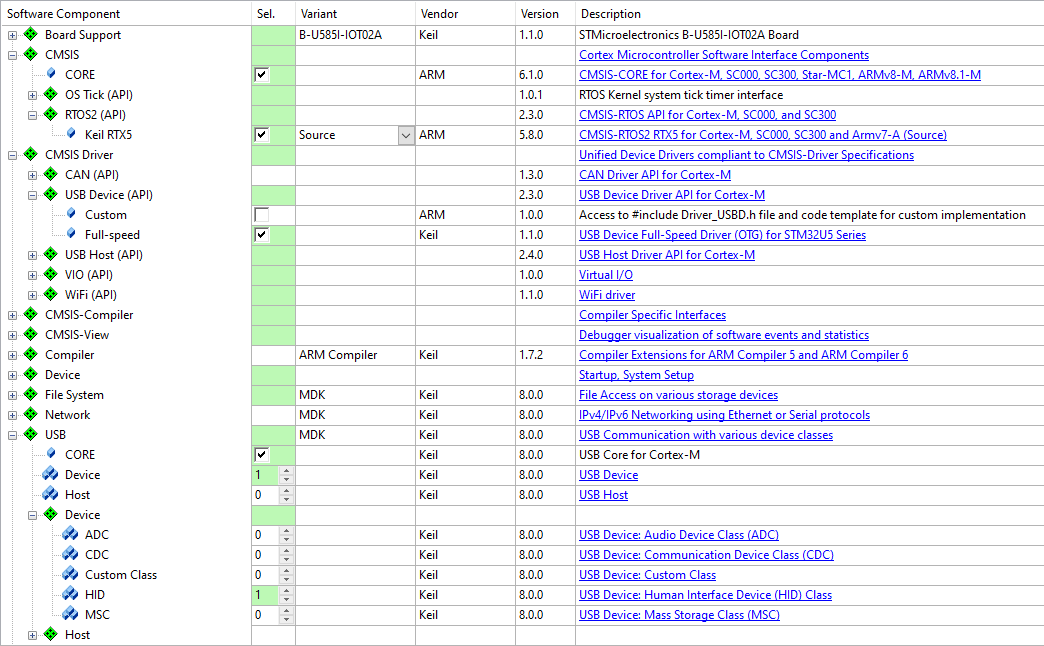 Software Component Sel. Variant Vendor Version Description
Board Support B-U585I-IOT02A Keil 1.1.0 STMicroelectronics B-U585I-IOT02A Board
CMSIS Cortex Microcontroller Software Interface Components
CORE ARM 6.1.0 CMSIS-CORE for Cortex-M, SC000, SC300, Star-MC1, ARMv8-M, ARMv8.1-M
OS Tick (API) 1.0.1 RTOS Kernel system tick timer interface
RTOS2 (API) 2.3.0 CMSIS-RTOS API for Cortex-M, SC000, and SC300
Keil RTX5 Source ARM 5.8.0 CMSIS-RTOS2 RTX5 for Cortex-M, SC000, SC300 and Armv7-A (Source)
CMSIS Driver Unified Device Drivers compliant to CMSIS-Driver Specifications
CAN (API) 1.3.0 CAN Driver API for Cortex-M
USB Device (API) 2.3.0 USB Device Driver API for Cortex-M
Custom ARM 1.0.0 Access to #include Driver_USBD.h file and code template for custom implementation
Full-speed Keil 1.1.0 USB Device Full-Speed Driver (OTG) for STM32U5 Series
USB Host (API) 2.4.0 USB Host Driver API for Cortex-M
VIO (API) 1.0.0 Virtual I/O
WiFi (API) 1.1.0 WiFi driver
CMSIS-Compiler Compiler Specific Interfaces
CMSIS-View Debugger visualization of software events and statistics
Compiler ARM Compiler Keil 1.7.2 Compiler Extensions for ARM Compiler 5 and ARM Compiler 6
Device Startup, System Setup
File System MDK Keil 8.0.0 File Access on various storage devices
Network MDK Keil 8.0.0 IPv4/IPv6 Networking using Ethernet or Serial protocols
USB MDK Keil 8.0.0 USB Communication with various device classes
CORE Keil 8.0.0 USB Core for Cortex-M
Device 1 Keil 8.0.0 USB Device
Host 0 Keil 8.0.0 USB Host
Device
ADC 0 Keil 8.0.0 USB Device: Audio Device Class (ADC)
CDC 0 Keil 8.0.0 USB Device: Communication Device Class (CDC)
Custom Class 0 Keil 8.0.0 USB Device: Custom Class
HID 1 Keil 8.0.0 USB Device: Human Interface Device (HID) Class
MSC 0 Keil 8.0.0 USB Device: Mass Storage Class (MSC)
Host